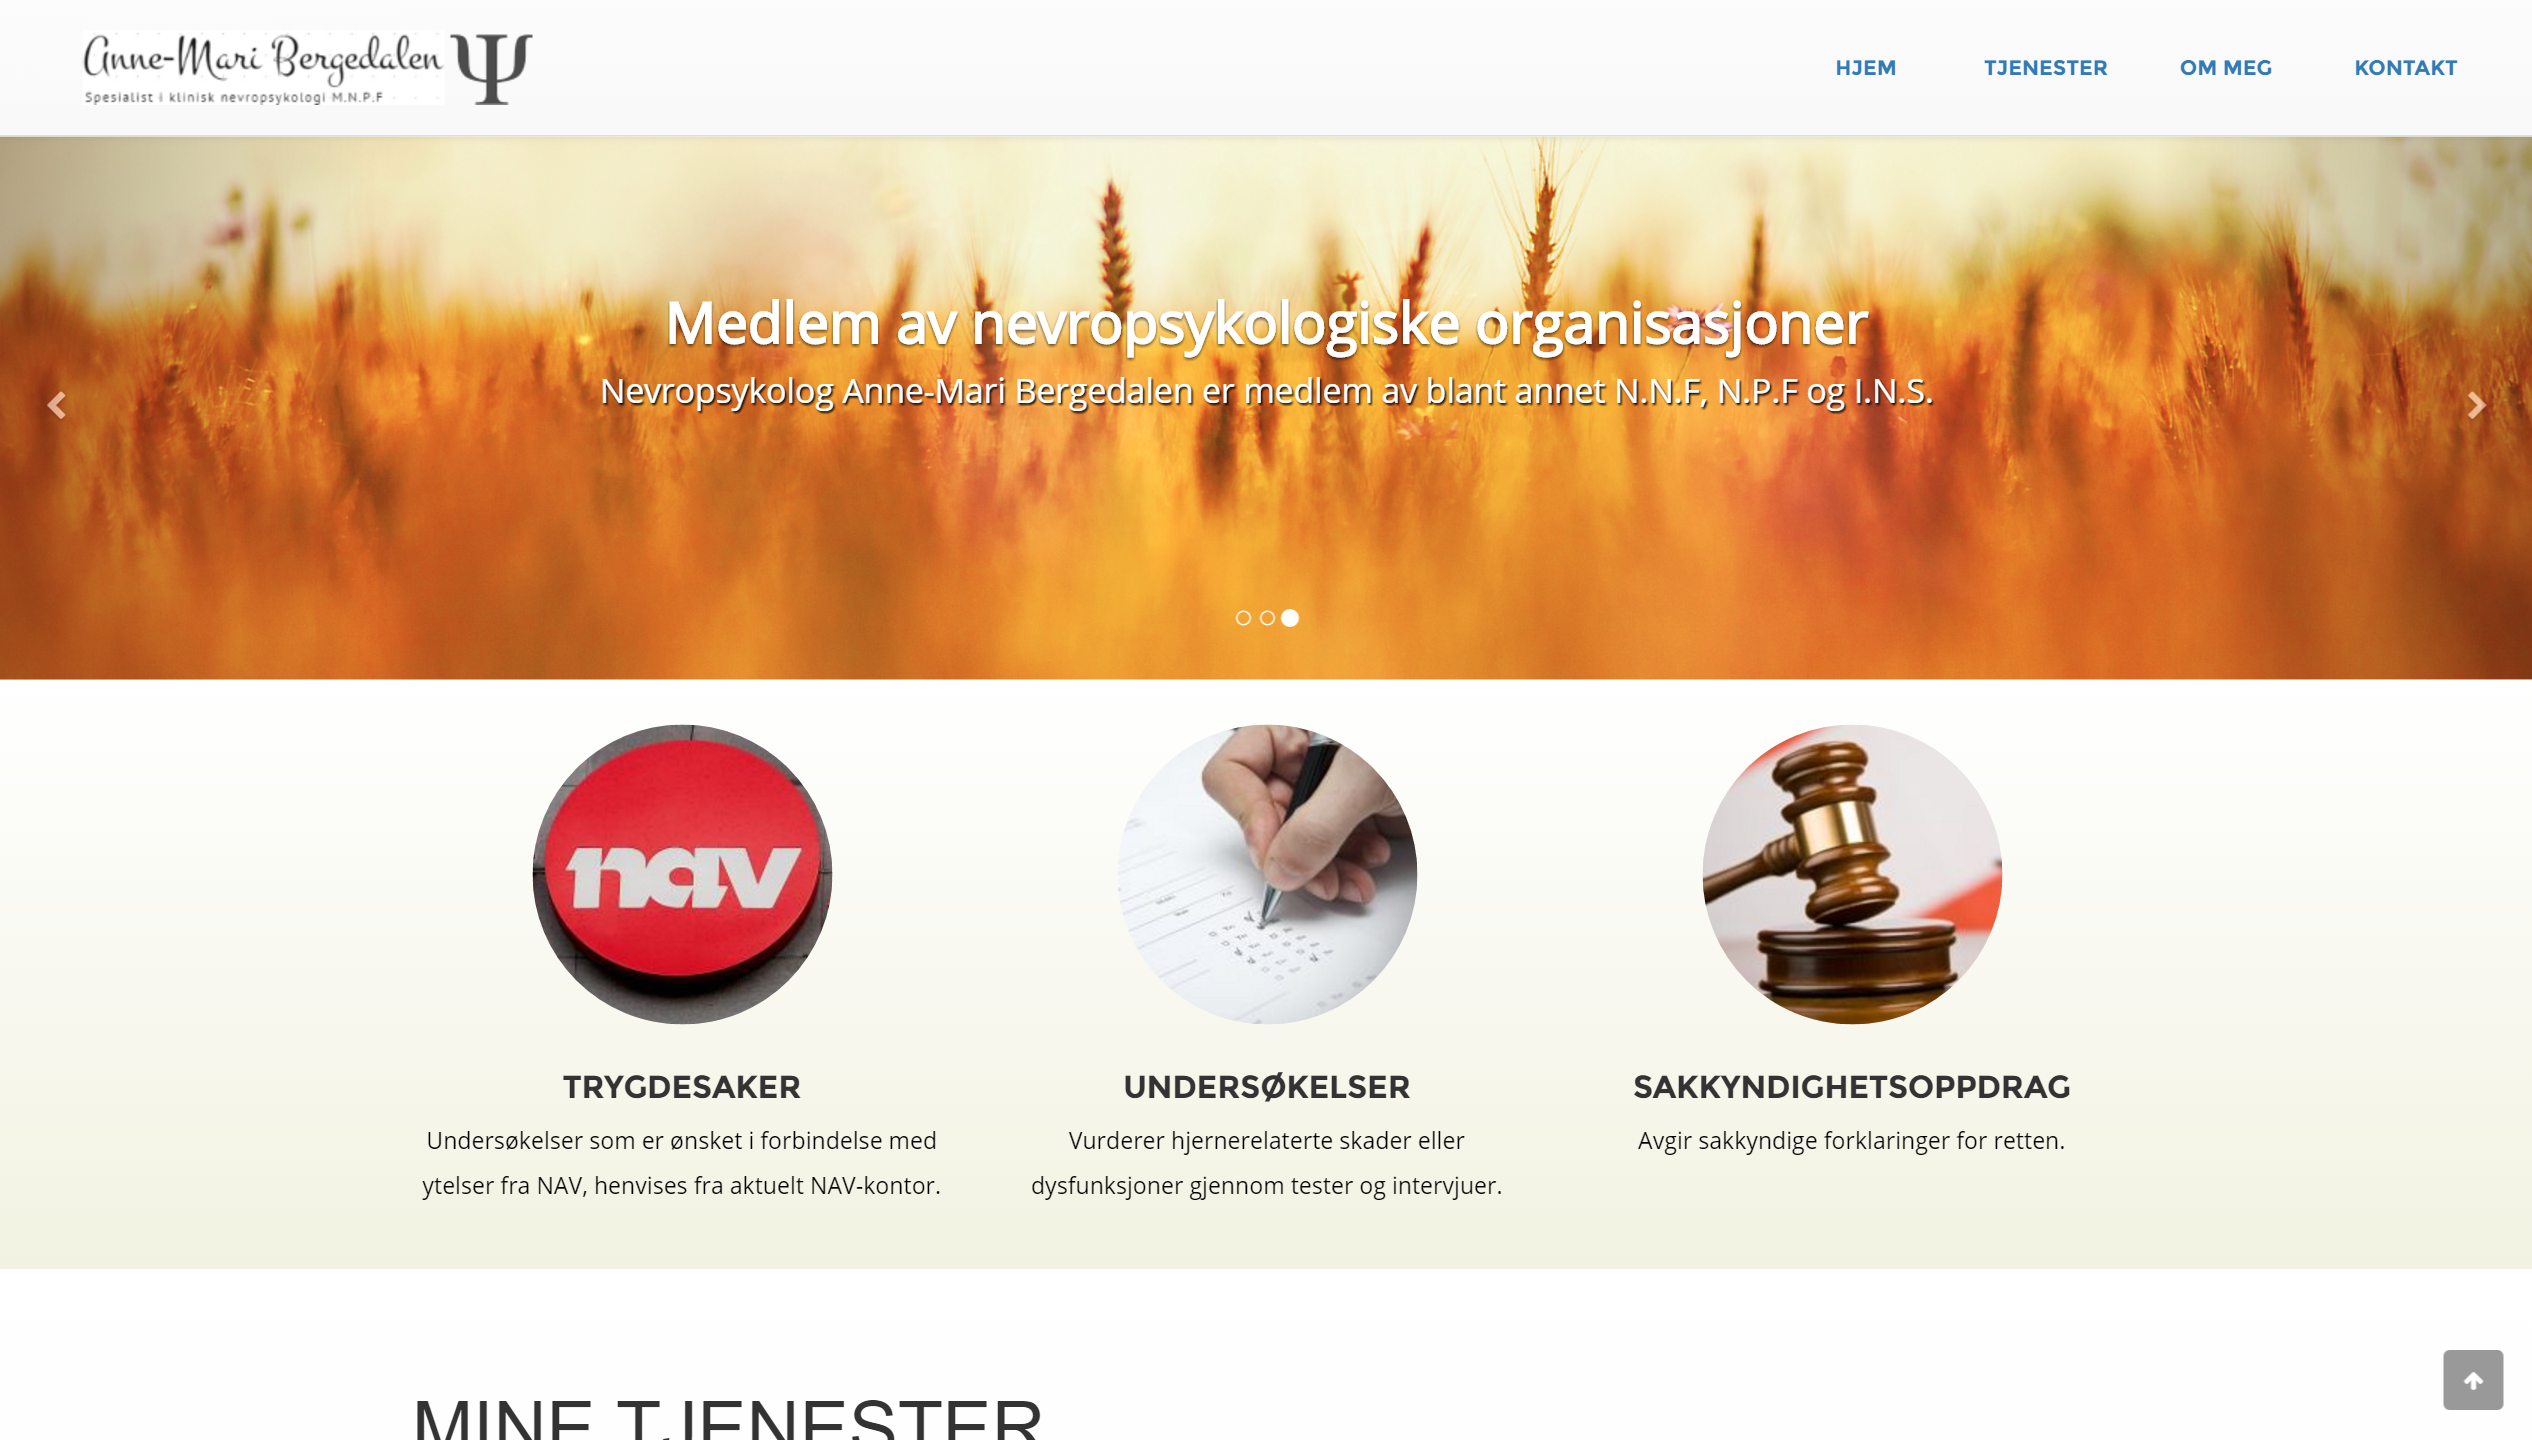 Anne-Mari Bergedalen Ψ
Spesialist i klinisk nevropsykologi M.N.P.F
HJEM TJENESTER OM MEG KONTAKT
Medlem av nevropsykologiske organisasjoner
Nevropsykolog Anne-Mari Bergedalen er medlem av blant annet N.N.F, N.P.F og I.N.S.
nav
TRYGDESAKER
Undersøkelser som er ønsket i forbindelse med
ytelser fra NAV, henvises fra aktuelt NAV-kontor.
UNDERSØKELSER
Vurderer hjernerelaterte skader eller
dysfunksjoner gjennom tester og intervjuer.
SAKKYNDIGHETSOPPDRAG
Avgir sakkyndige forklaringer for retten.
MINE TJENESTER